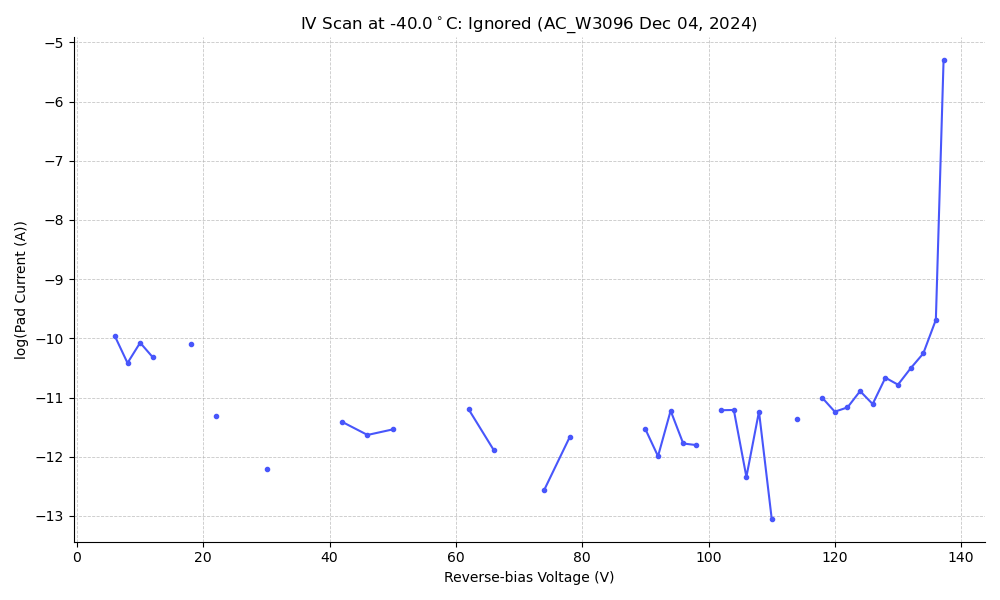 IV Scan at -40.0°C: Ignored (AC_W3096 Dec 04, 2024)
log(Pad Current (A))
−5
−6
−7
−8
−9
−10
−11
−12
−13
0 20 40 60 80 100 120 140
Reverse-bias Voltage (V)